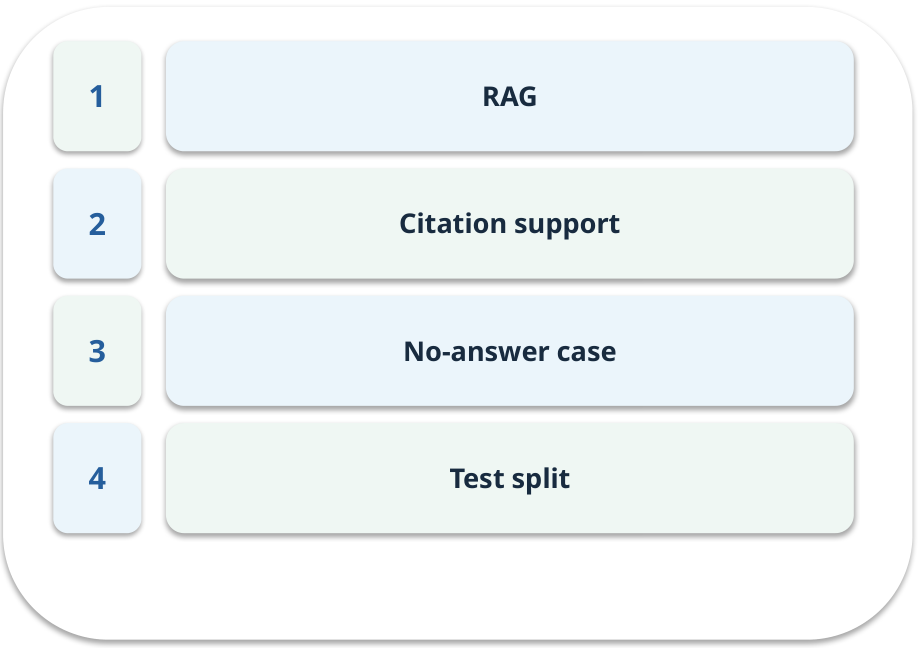 1 RAG
2 Citation support
3 No-answer case
4 Test split